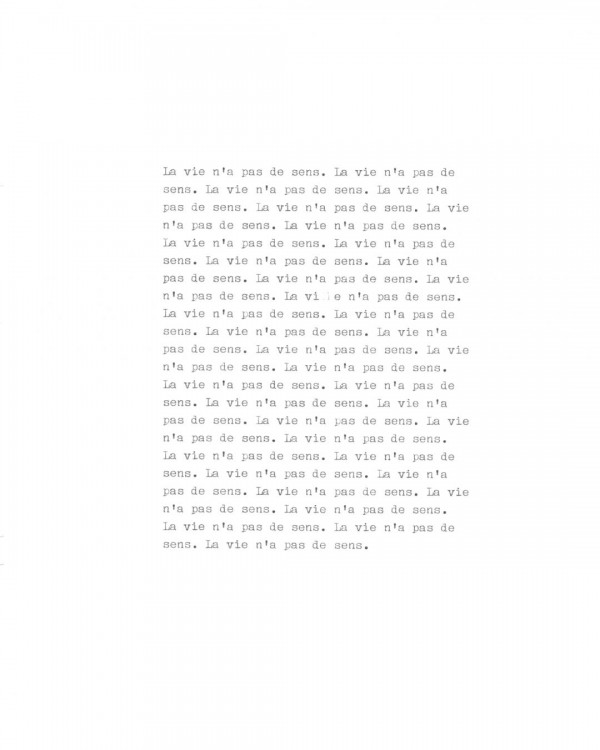 La vie n'a pas de sens. La vie n'a pas de
sens. La vie n'a pas de sens. La vie n'a
pas de sens. La vie n'a pas de sens. La vie
n'a pas de sens. La vie n'a pas de sens.
La vie n'a pas de sens. La vie n'a pas de
sens. La vie n'a pas de sens. La vie n'a
pas de sens. La vie n'a pas de sens. La vie
n'a pas de sens. La vi e n'a pas de sens.
La vie n'a pas de sens. La vie n'a pas de
sens. La vie n'a pas de sens. La vie n'a
pas de sens. La vie n'a pas de sens. La vie
n'a pas de sens. La vie n'a pas de sens.
La vie n'a pas de sens. La vie n'a pas de
sens. La vie n'a pas de sens. La vie n'a
pas de sens. La vie n'a pas de sens. La vie
n'a pas de sens. La vie n'a pas de sens.
La vie n'a pas de sens. La vie n'a pas de
sens. La vie n'a pas de sens. La vie n'a
pas de sens. La vie n'a pas de sens. La vie
n'a pas de sens. La vie n'a pas de sens.
La vie n'a pas de sens. La vie n'a pas de
sens. La vie n'a pas de sens.